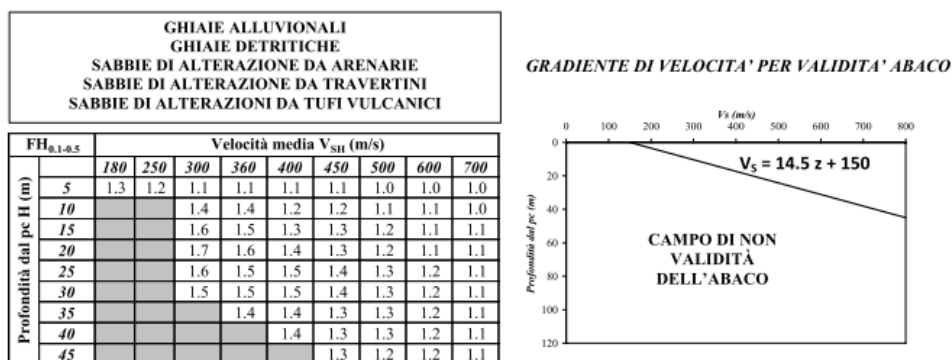 GHIAIE ALLUVIONALI
GHIAIE DETRITICHE
SABBIE DI ALTERAZIONE DA ARENARIE
SABBIE DI ALTERAZIONE DA TRAVERTINI
SABBIE DI ALTERAZIONI DA TUFI VULCANICI
FH0.1-0.5 Velocità media VSH (m/s)
180 250 300 360 400 450 500 600 700
Profondità dal pc H (m)
5 1.3 1.2 1.1 1.1 1.1 1.1 1.0 1.0 1.0
10 1.4 1.4 1.2 1.2 1.1 1.1 1.0
15 1.6 1.5 1.3 1.3 1.2 1.1 1.1
20 1.7 1.6 1.4 1.3 1.2 1.1 1.1
25 1.6 1.5 1.5 1.4 1.3 1.2 1.1
30 1.5 1.5 1.5 1.4 1.3 1.2 1.1
35 1.4 1.4 1.3 1.3 1.2 1.1
40 1.4 1.3 1.3 1.2 1.1
45 1.3 1.2 1.2 1.1
GRADIENTE DI VELOCITA' PER VALIDITA' ABACO
Vs (m/s)
0 100 200 300 400 500 600 700 800
Profondità dal pc (m)
0
20
40
60
80
100
120
VS = 14.5 z + 150
CAMPO DI NON
VALIDITÀ
DELL'ABACO